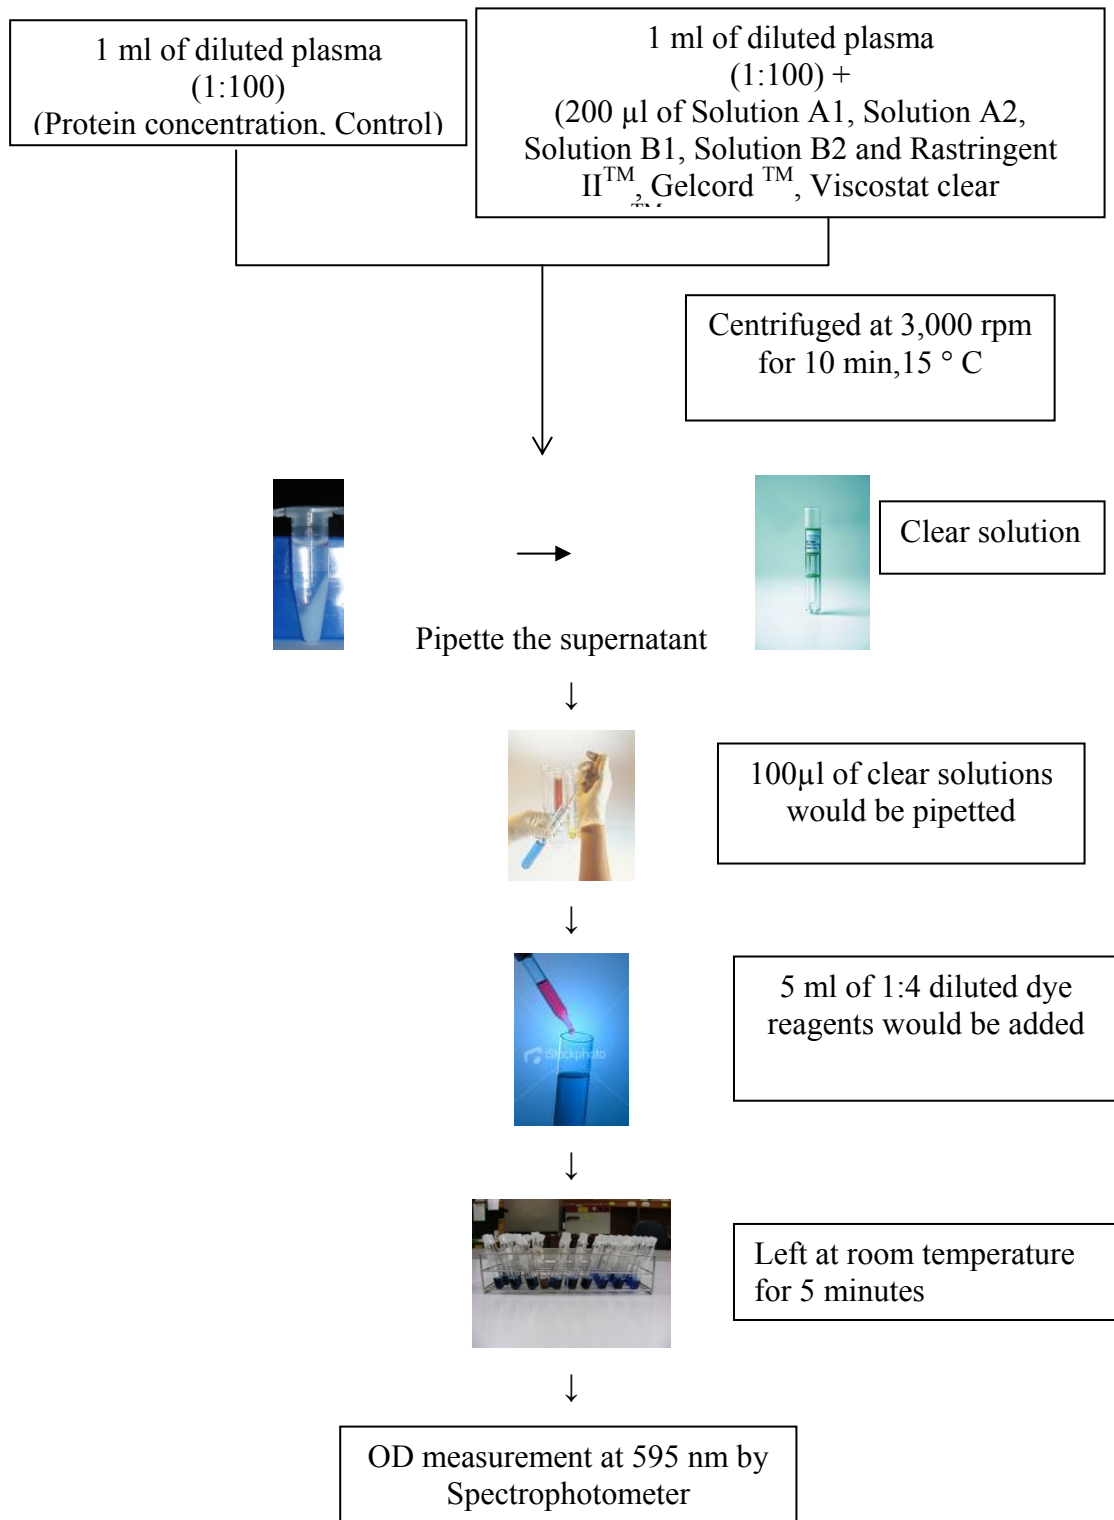 1 ml of diluted plasma
(1:100)
(Protein concentration, Control)
1 ml of diluted plasma
(1:100) +
(200 µl of Solution A1, Solution A2,
Solution B1, Solution B2 and Rastringent
II™, Gelcord ™, Viscostat clear
™
Centrifuged at 3,000 rpm
for 10 min,15 ° C
Clear solution
Pipette the supernatant
↓
100µl of clear solutions
would be pipetted
↓
iStockphoto
5 ml of 1:4 diluted dye
reagents would be added
↓
Left at room temperature
for 5 minutes
↓
OD measurement at 595 nm by
Spectrophotometer